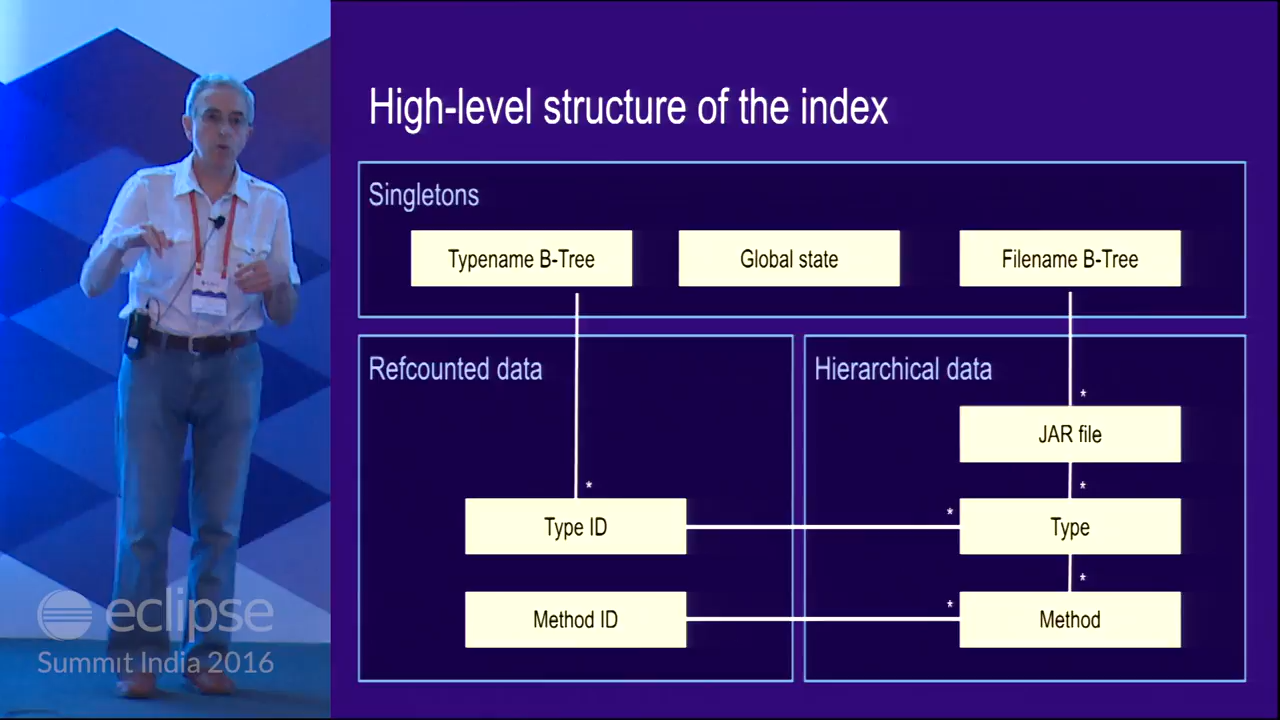 High-level structure of the index
Singletons
Typename B-Tree
Global state
Filename B-Tree
Refcounted data
Hierarchical data
*
JAR file
*
*
*
Type ID
Type
*
*
Method ID
Method
eclipse
Summit India 2016